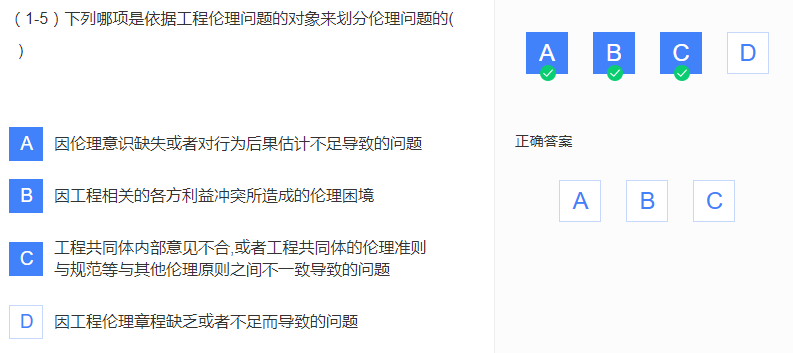 （1-5）下列哪项是依据工程伦理问题的对象来划分伦理问题的(
)
A 因伦理意识缺失或者对行为后果估计不足导致的问题
B 因工程相关的各方利益冲突所造成的伦理困境
C 工程共同体内部意见不合,或者工程共同体的伦理准则
与规范等与其他伦理原则之间不一致导致的问题
D 因工程伦理章程缺乏或者不足而导致的问题
A B C D
正确答案
A B C